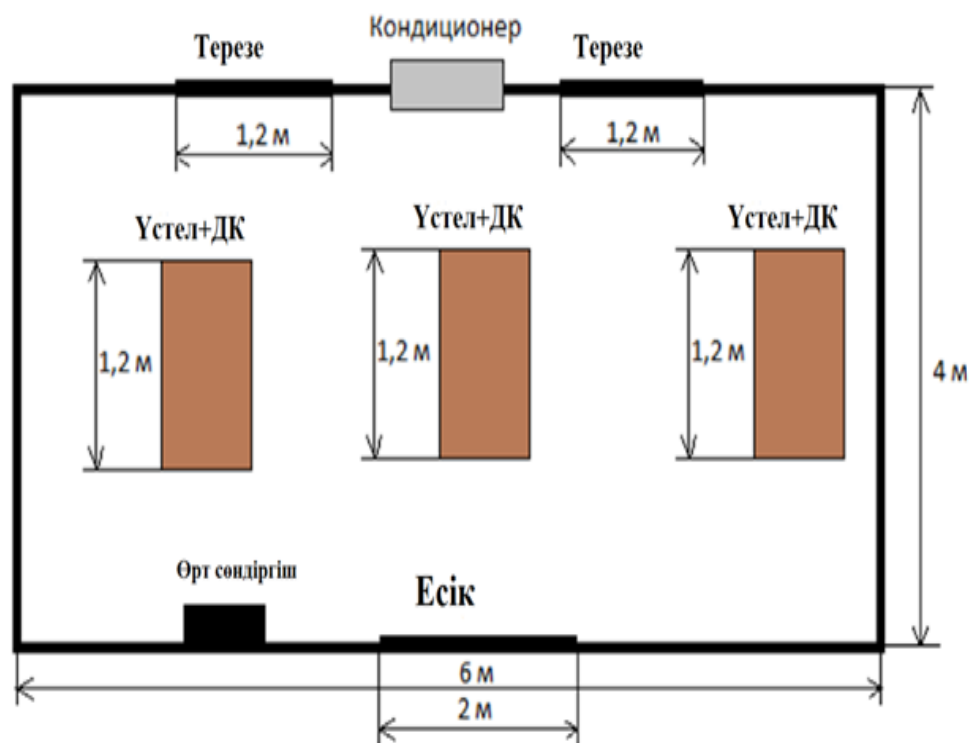 Кондиционер
Терезе
Терезе
1,2 м
1,2 м
Үстел+ДК
Үстел+ДК
Үстел+ДК
1,2 м
1,2 м
1,2 м
4 м
Өрт сөндіргіш
Есік
6 м
2 м